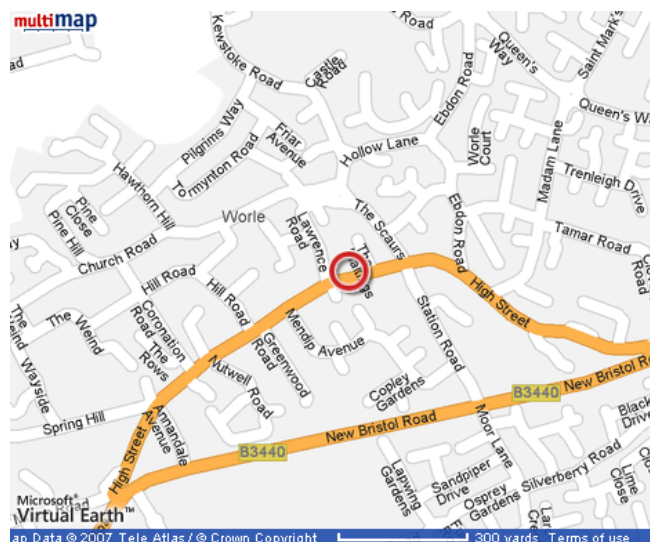 multimap
Road
Kewstoke Road
Castle
Road
Queen's
Way
Saint Mark's
Ebdon Road
Queen's Wa
Pilgrims Way
Friar
Avenue
Hollow Lane
Worle
Court
Madam Lane
Tormynton Road
Trenleigh Drive
Hawthorn Hill
Pine
Close
Pine Hill
Worle
Lawrence
Road
The Scaurs
Ebdon Road
Tamar Road
Church Road
Hill Road
Hill Road
High Street
The Weind
Coronation
Road
The Rows
Mendip Avenue
Station Road
Greenwood
Road
Wayside
Nutwell Road
Copley
Gardens
New Bristol Ro
B3440
Spring Hill
Annandale
Avenue
New Bristol Road
Moor Lane
High Street
B3440
Lapwing
Gardens
Sandpiper
Drive
Osprey
Gardens
Silverberry Road
Lime
Close
Microsoft®
Virtual Earth™
Road
ap Data © 2007 Tele Atlas / © Crown Copyright 300 yards Terms of use